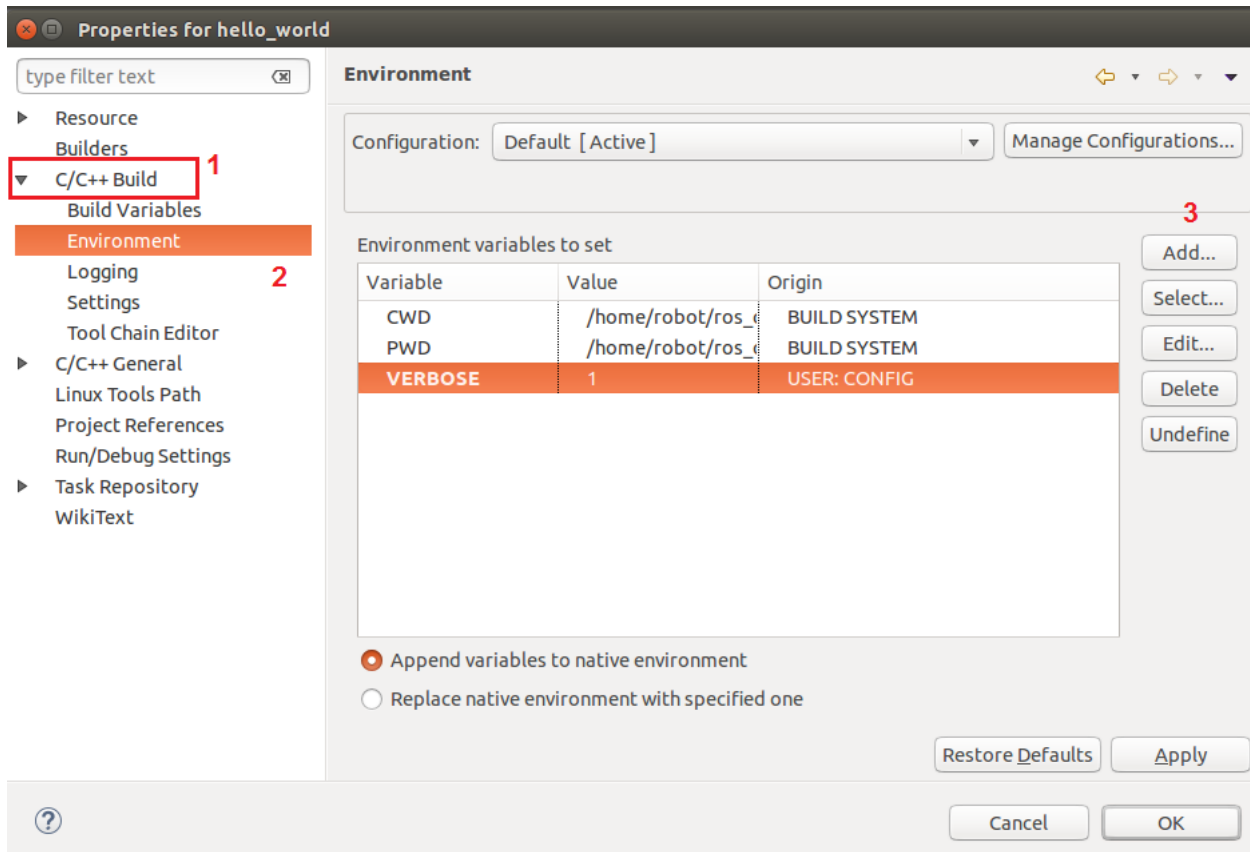 Properties for hello_world
type filter text
Resource
Builders
C/C++ Build
1
Build Variables
Environment
Logging
2
Settings
Tool Chain Editor
C/C++ General
Linux Tools Path
Project References
Run/Debug Settings
Task Repository
WikiText
Environment
Configuration: Default [Active] Manage Configurations...
3
Environment variables to set
Add...
Select...
Edit...
Delete
Undefine
Variable Value Origin
CWD /home/robot/ros_ BUILD SYSTEM
PWD /home/robot/ros_ BUILD SYSTEM
VERBOSE 1 USER: CONFIG
Append variables to native environment
Replace native environment with specified one
Restore Defaults Apply
? Cancel OK